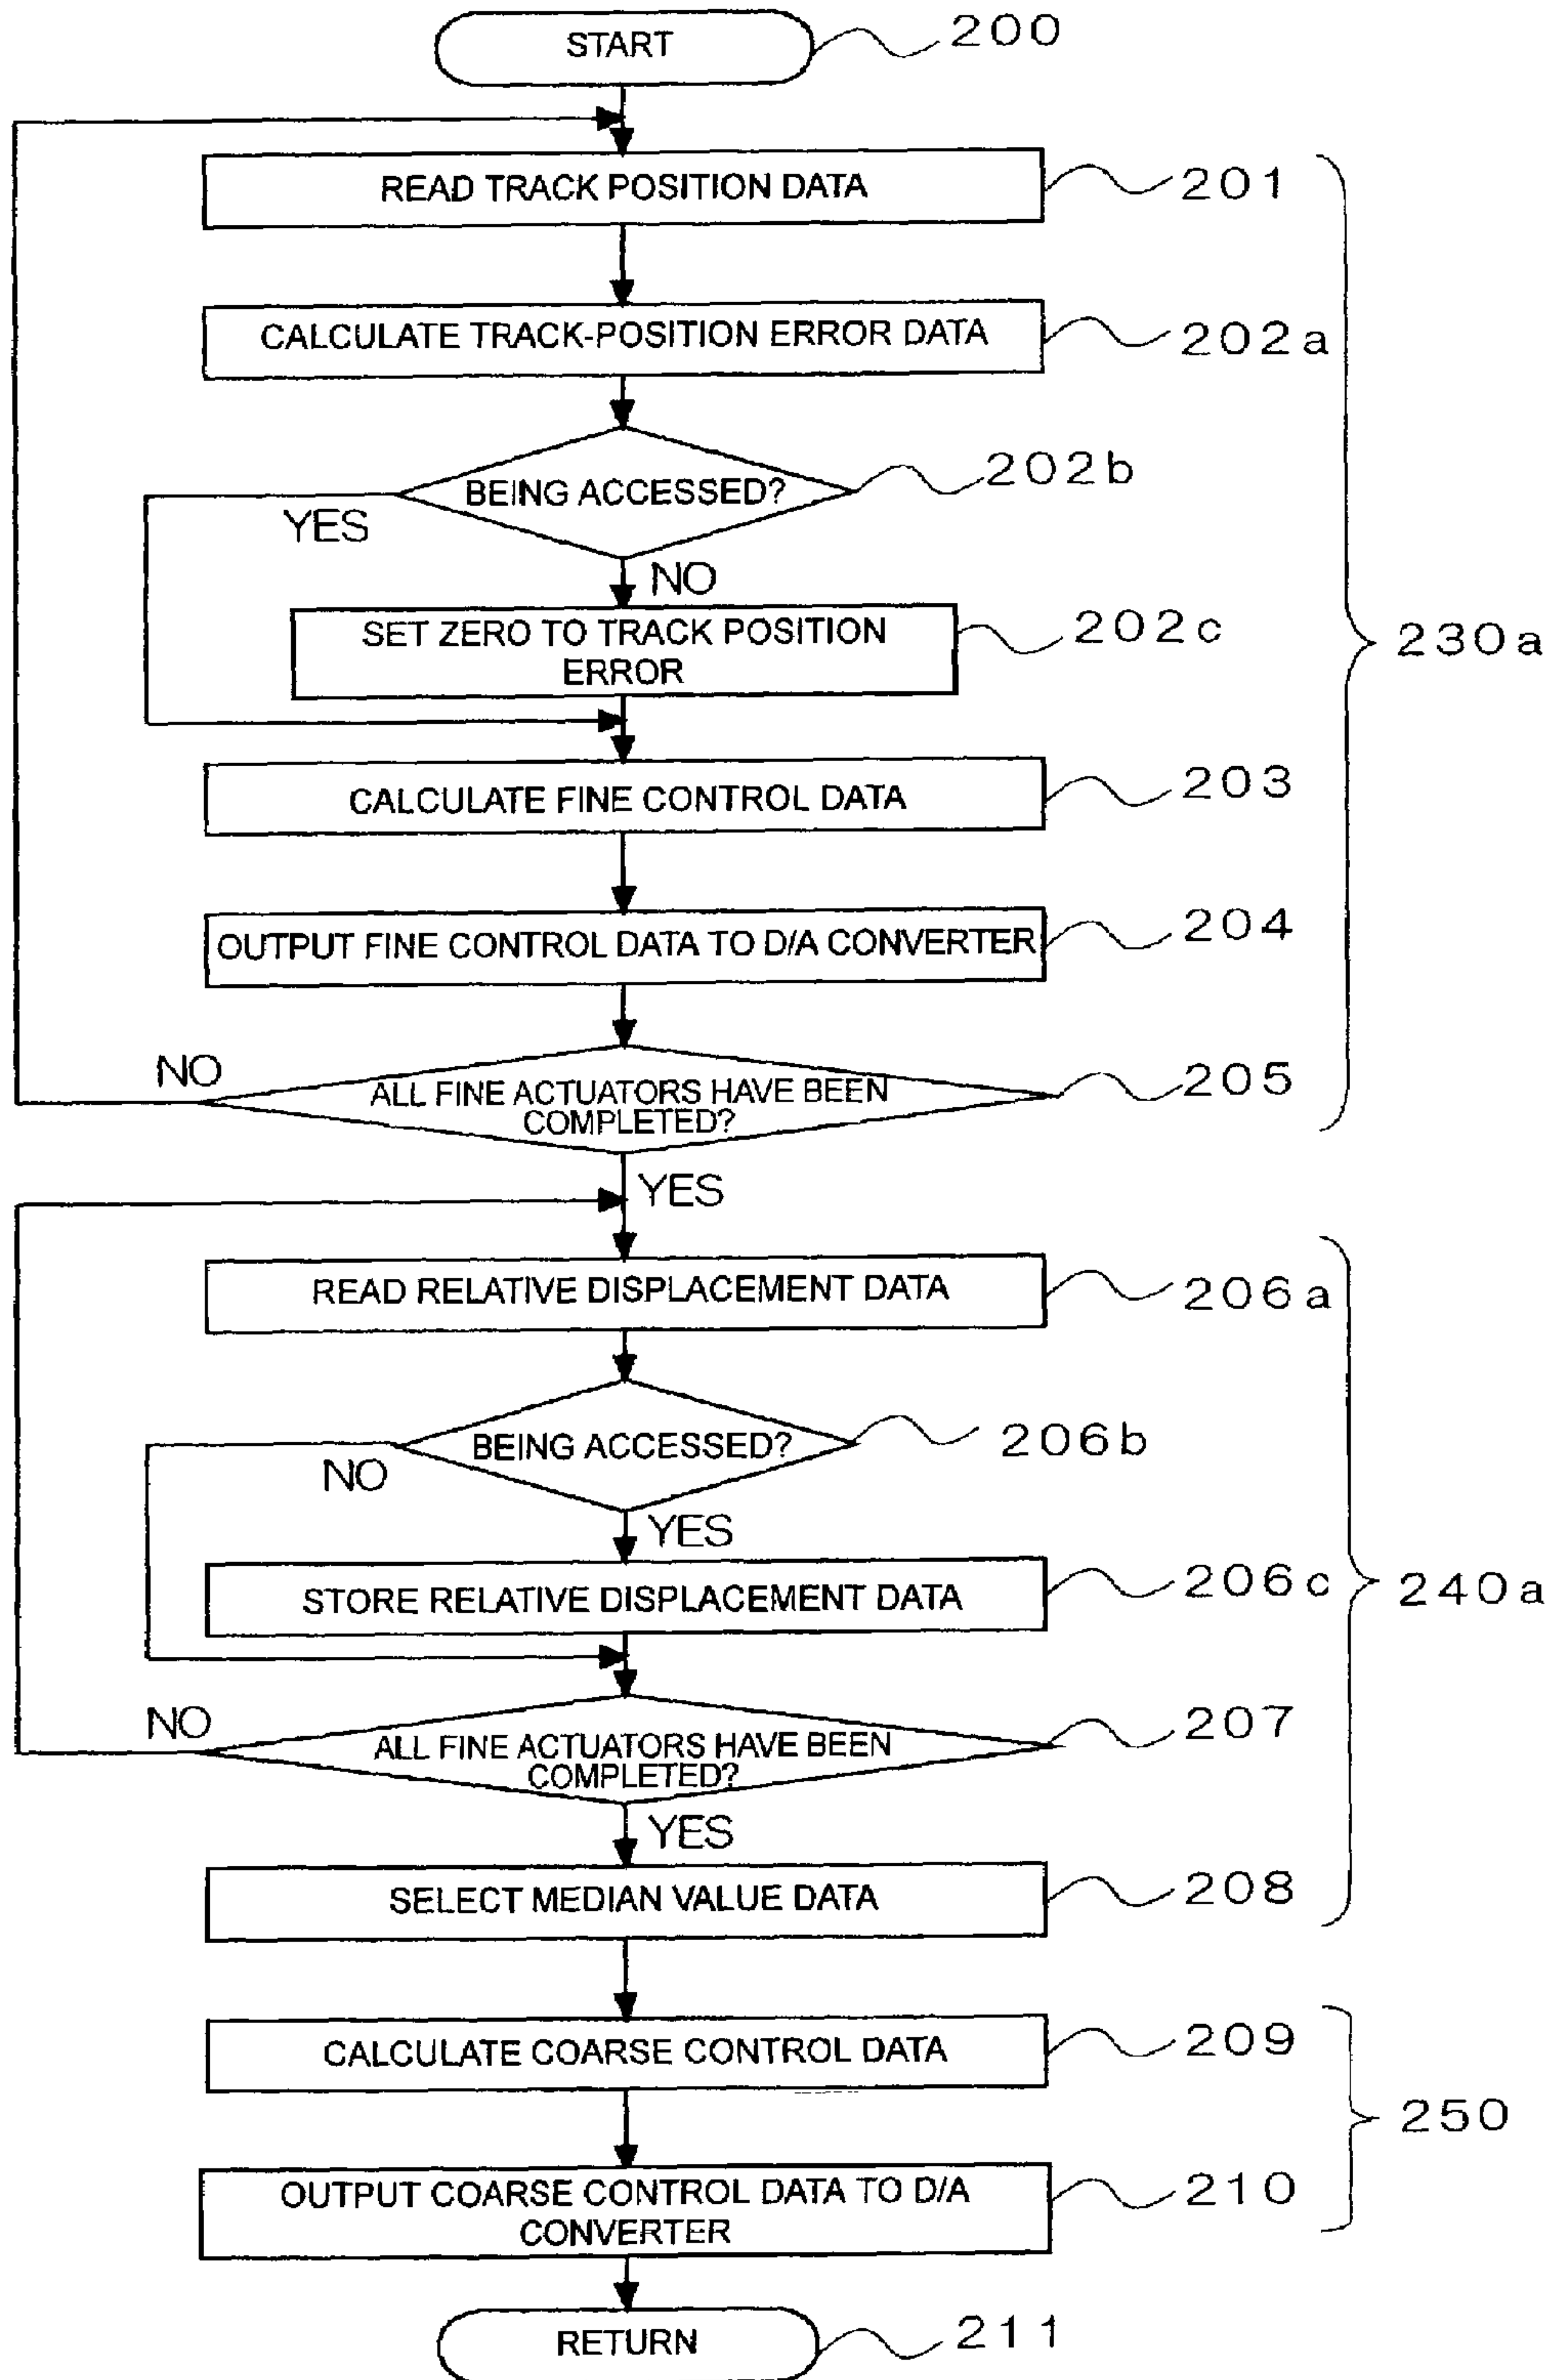 START
200
READ TRACK POSITION DATA
201
CALCULATE TRACK-POSITION ERROR DATA
202a
BEING ACCESSED?
202b
YES
NO
SET ZERO TO TRACK POSITION
ERROR
202c
230a
CALCULATE FINE CONTROL DATA
203
OUTPUT FINE CONTROL DATA TO D/A CONVERTER
204
NO
ALL FINE ACTUATORS HAVE BEEN
COMPLETED?
205
YES
READ RELATIVE DISPLACEMENT DATA
206a
BEING ACCESSED?
206b
NO
YES
STORE RELATIVE DISPLACEMENT DATA
206c
240a
NO
ALL FINE ACTUATORS HAVE BEEN
COMPLETED?
207
YES
SELECT MEDIAN VALUE DATA
208
CALCULATE COARSE CONTROL DATA
209
250
OUTPUT COARSE CONTROL DATA TO D/A
CONVERTER
210
RETURN
211